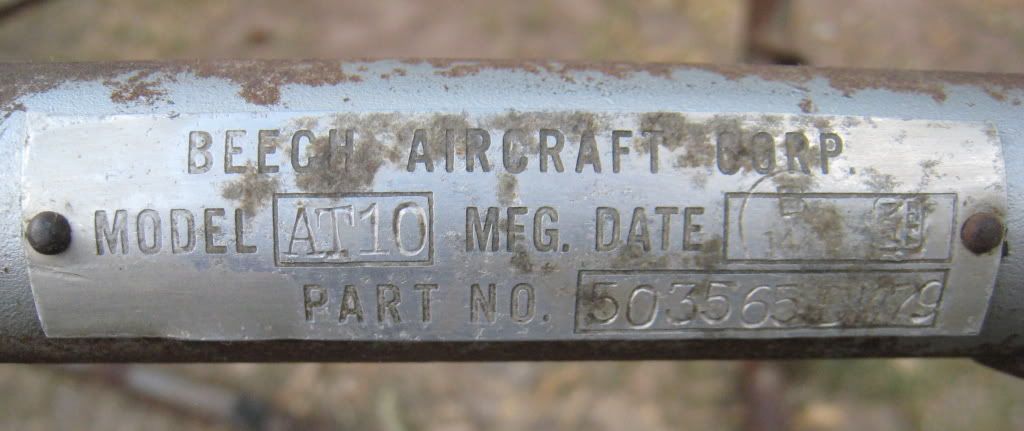 BEECH AIRCRAFT CORP.
MODEL AT10 MFG. DATE
PART NO.